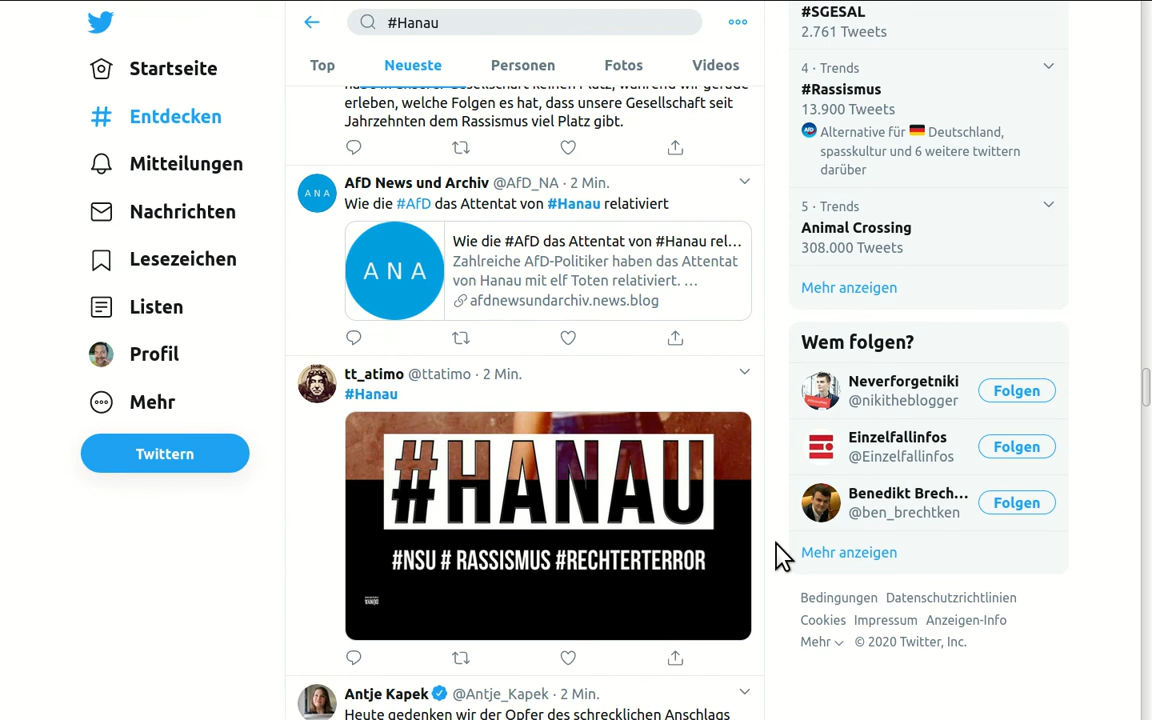 Startseite
Entdecken
Mitteilungen
Nachrichten
Lesezeichen
Listen
Profil
Mehr
Twittern
#Hanau
Top
Neueste
Personen
Fotos
Videos
erleben, welche Folgen es hat, dass unsere Gesellschaft seit
Jahrzehnten dem Rassismus viel Platz gibt.
AfD News und Archiv @AfD_NA · 2 Min.
Wie die #AfD das Attentat von #Hanau relativiert
A N A
A N A
Wie die #AfD das Attentat von #Hanau rel...
Zahlreiche AfD-Politiker haben das Attentat
von Hanau mit elf Toten relativiert. ...
afdnewsundarchiv.news.blog
tt_atimo @ttatimo · 2 Min.
#Hanau
#HANAU
#NSU # RASSISMUS #RECHTERTERROR
Antje Kapek @Antje_Kapek · 2 Min.
Heute gedenken wir der Opfer des schrecklichen Anschlags
#SGESAL
2.761 Tweets
4 · Trends
#Rassismus
13.900 Tweets
Alternative für Deutschland,
spasskultur und 6 weitere twittern
darüber
5 · Trends
Animal Crossing
308.000 Tweets
Mehr anzeigen
Wem folgen?
Neverforgetniki
@nikitheblogger
Folgen
Einzelfallinfos
@Einzelfallinfos
Folgen
Benedikt Brech...
@ben_brechtken
Folgen
Mehr anzeigen
Bedingungen Datenschutzrichtlinien
Cookies Impressum Anzeigen-Info
Mehr © 2020 Twitter, Inc.